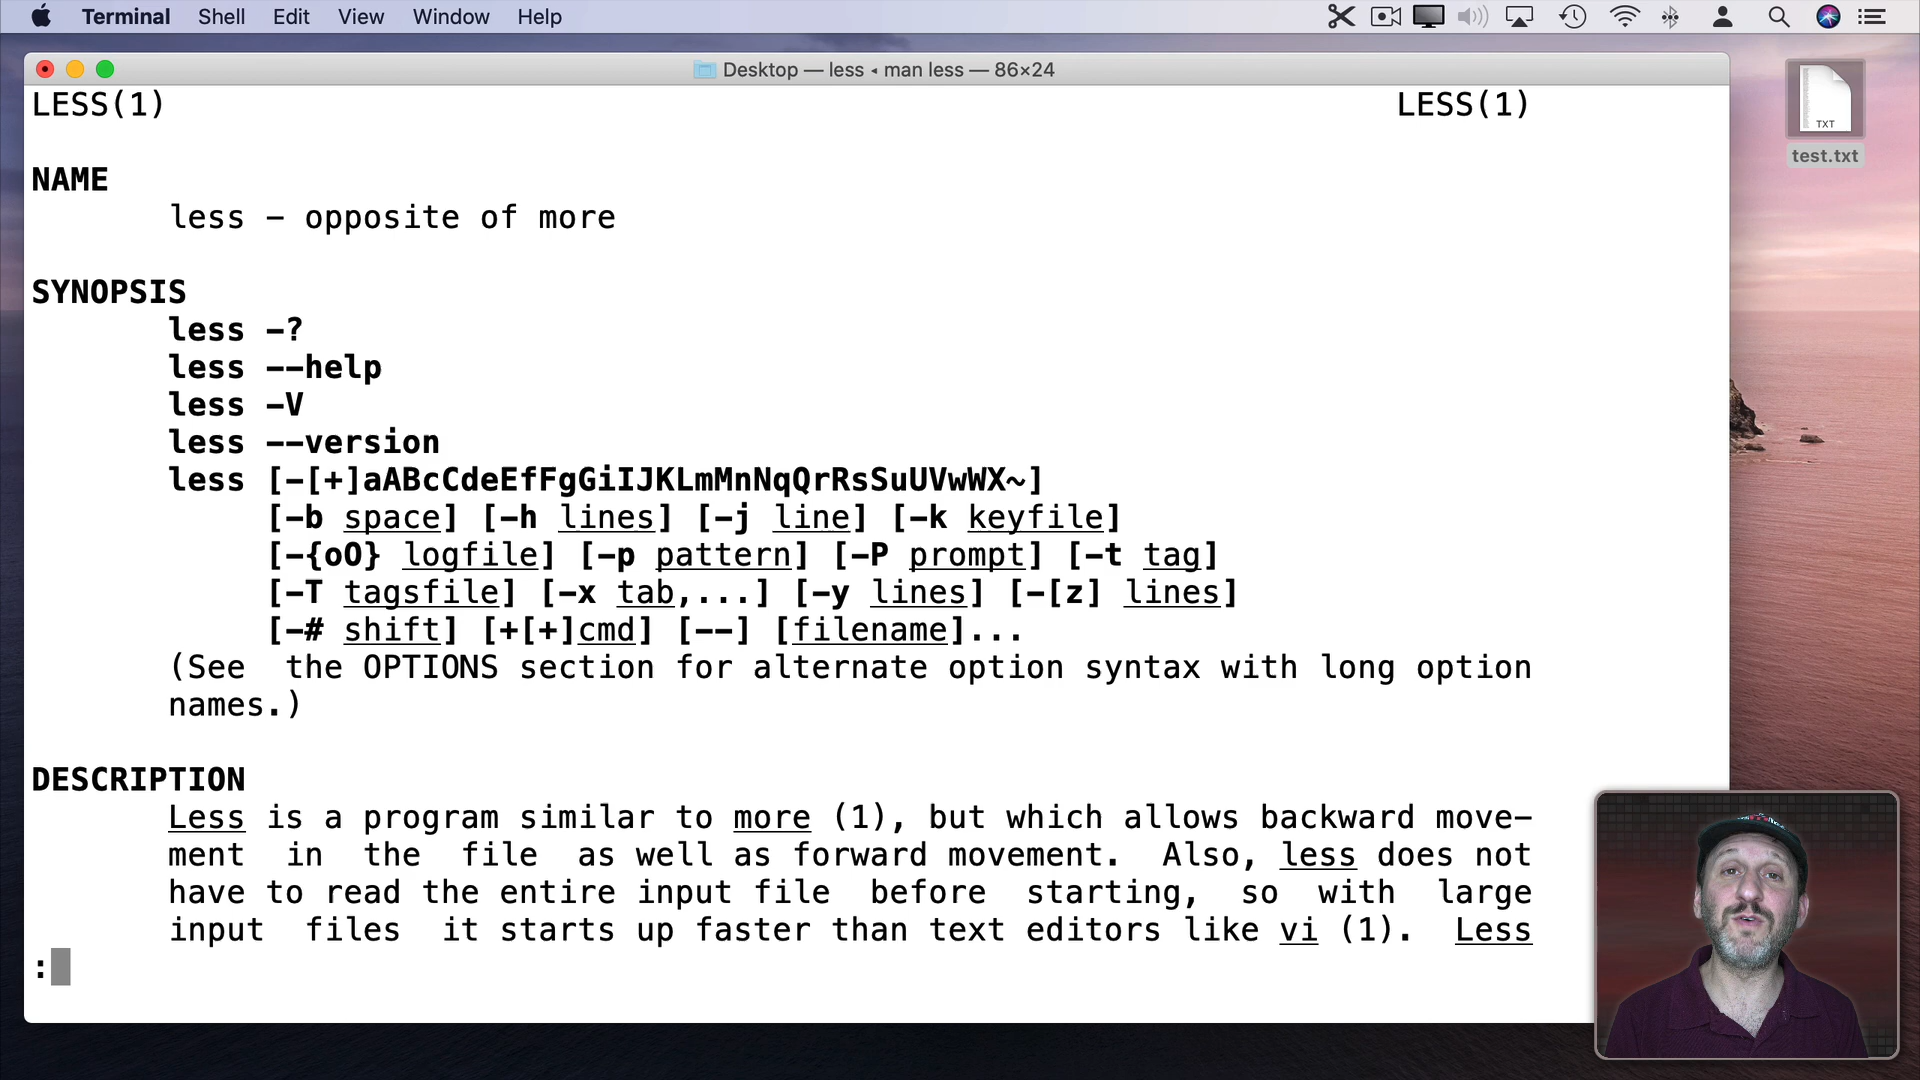 Terminal Shell Edit View Window Help
Desktop — less ◂ man less — 86×24
LESS(1) LESS(1)
NAME
less - opposite of more
SYNOPSIS
less -?
less --help
less -V
less --version
less [-[+]aABcCdeEfFgGiIJKLmMnNqQrRsSuUVwWX~]
[-b space] [-h lines] [-j line] [-k keyfile]
[-{oO} logfile] [-p pattern] [-P prompt] [-t tag]
[-T tagsfile] [-x tab,...] [-y lines] [-[z] lines]
[-# shift] [+[+]cmd] [--] [filename]...
(See the OPTIONS section for alternate option syntax with long option
names.)
DESCRIPTION
Less is a program similar to more (1), but which allows backward move-
ment in the file as well as forward movement. Also, less does not
have to read the entire input file before starting, so with large
input files it starts up faster than text editors like vi (1). Less
:
TXT
test.txt